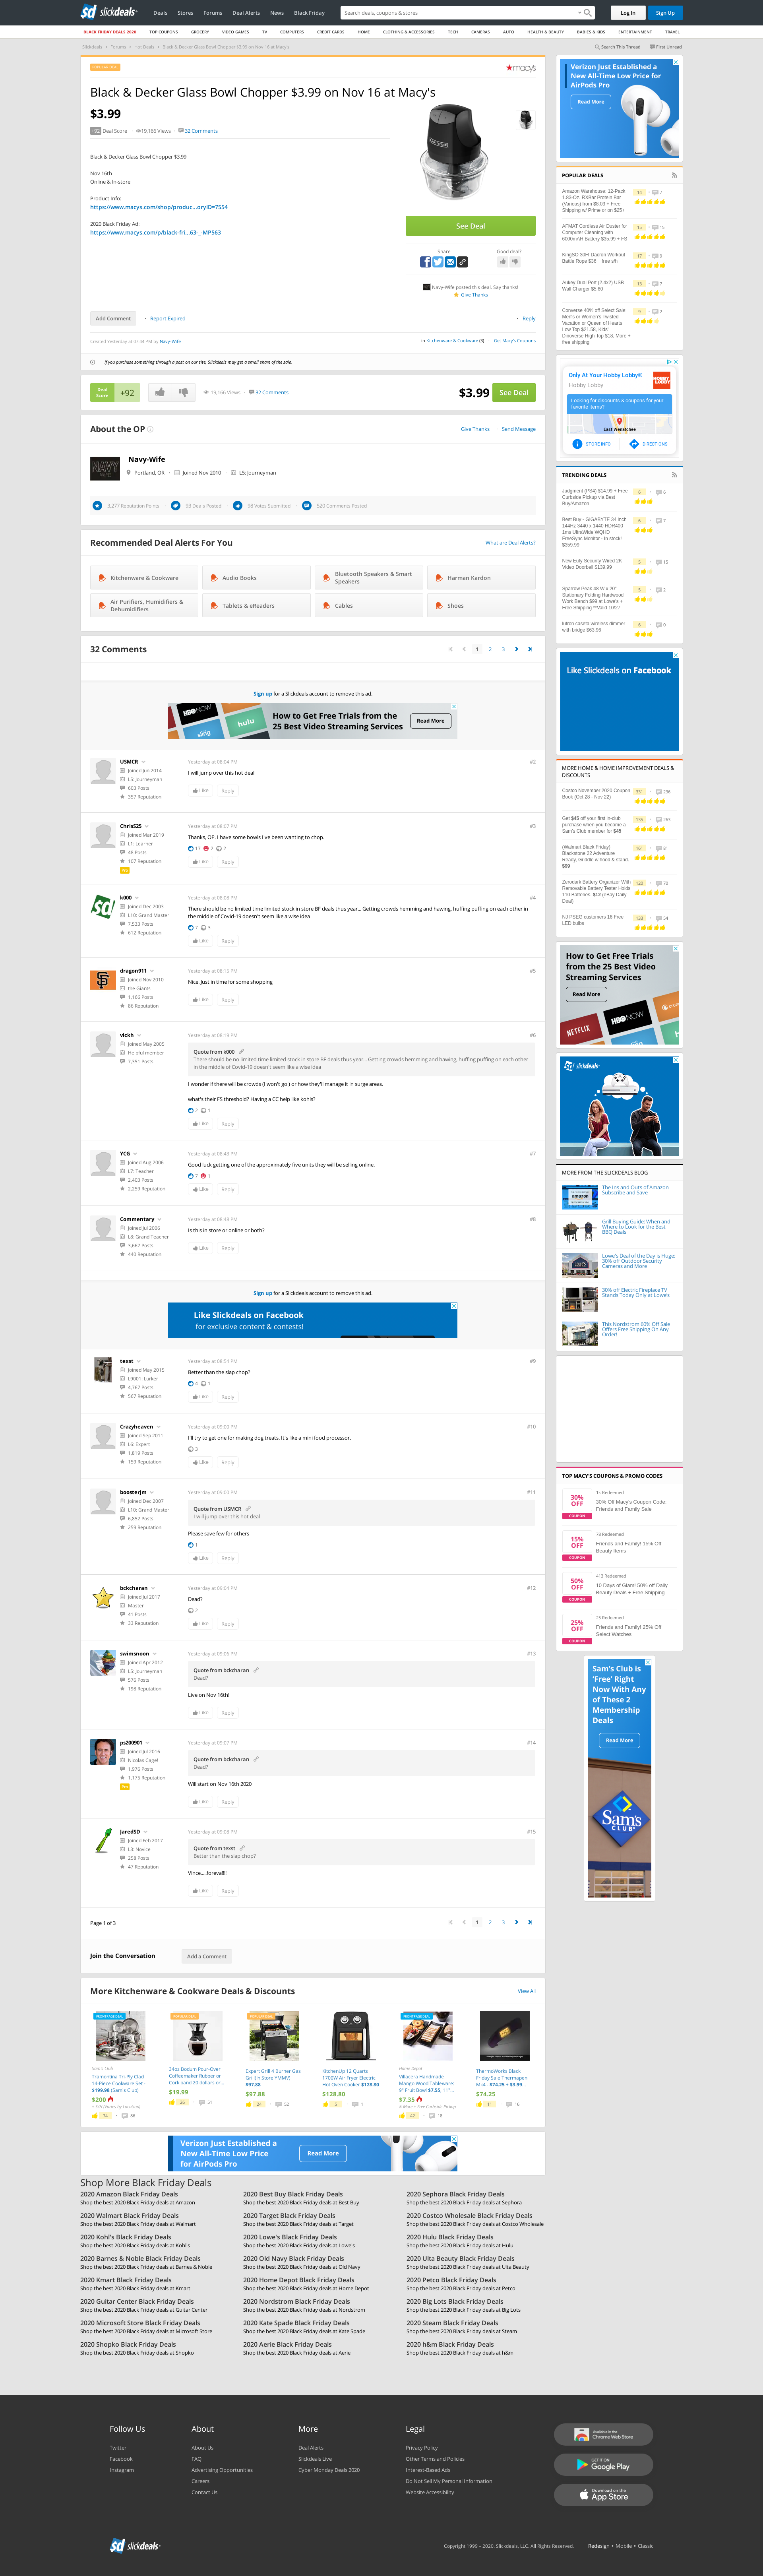 slickdeals
Deals Stores Forums Deal Alerts News Black Friday
Search deals, coupons & stores
Log In Sign Up
BLACK FRIDAY DEALS 2020 TOP COUPONS GROCERY VIDEO GAMES TV COMPUTERS CREDIT CARDS HOME CLOTHING & ACCESSORIES TECH CAMERAS AUTO HEALTH & BEAUTY BABIES & KIDS ENTERTAINMENT TRAVEL
Slickdeals > Forums > Hot Deals > Black & Decker Glass Bowl Chopper $3.99 on Nov 16 at Macy's
Search This Thread First Unread
macys
Black & Decker Glass Bowl Chopper $3.99 on Nov 16 at Macy's
$3.99
+92 Deal Score 19,166 Views 32 Comments
Black & Decker Glass Bowl Chopper $3.99
Nov 16th
Online & In-store
Product Info:
https://www.macys.com/shop/produc...oryID=7554
2020 Black Friday Ad:
https://www.macys.com/p/black-fri...63-_-MP563
See Deal
Share Good deal?
Navy-Wife posted this deal. Say thanks!
Give Thanks
Add Comment Report Expired Reply
Created Yesterday at 07:44 PM by Navy-Wife
in Kitchenware & Cookware (3) Get Macy's Coupons
If you purchase something through a post on our site, Slickdeals may get a small share of the sale.
Deal Score +92 19,166 Views 32 Comments $3.99 See Deal
About the OP
Give Thanks Send Message
Navy-Wife
Portland, OR Joined Nov 2010 L5: Journeyman
3,277 Reputation Points 93 Deals Posted 98 Votes Submitted 520 Comments Posted
Recommended Deal Alerts For You
What are Deal Alerts?
Kitchenware & Cookware
Audio Books
Bluetooth Speakers & Smart Speakers
Harman Kardon
Air Purifiers, Humidifiers & Dehumidifiers
Tablets & eReaders
Cables
Shoes
32 Comments
1 2 3
Sign up for a Slickdeals account to remove this ad.
HBO NOW hulu sling
How to Get Free Trials from the 25 Best Video Streaming Services
Read More
USMCR
Joined Jun 2014
L5: Journeyman
603 Posts
357 Reputation
Yesterday at 08:04 PM #2
I will jump over this hot deal
Like Reply
ChrisS25
Joined Mar 2019
L1: Learner
48 Posts
107 Reputation
Pro
Yesterday at 08:07 PM #3
Thanks, OP. I have some bowls I've been wanting to chop.
17 2 2
Like Reply
k000
Joined Dec 2003
L10: Grand Master
7,533 Posts
612 Reputation
Yesterday at 08:08 PM #4
There should be no limited time limited stock in store BF deals thus year... Getting crowds hemming and hawing, huffing puffing on each other in the middle of Covid-19 doesn't seem like a wise idea
7 3
Like Reply
dragon911
Joined Nov 2010
the Giants
1,166 Posts
86 Reputation
Yesterday at 08:15 PM #5
Nice. Just in time for some shopping
Like Reply
vickh
Joined May 2005
Helpful member
7,351 Posts
Yesterday at 08:19 PM #6
Quote from k000
There should be no limited time limited stock in store BF deals thus year... Getting crowds hemming and hawing, huffing puffing on each other in the middle of Covid-19 doesn't seem like a wise idea
I wonder if there will be crowds (I won't go ) or how they'll manage it in surge areas.
what's their FS threshold? Having a CC help like kohls?
2 1
Like Reply
YCG
Joined Aug 2006
L7: Teacher
2,403 Posts
2,259 Reputation
Yesterday at 08:43 PM #7
Good luck getting one of the approximately five units they will be selling online.
7 1
Like Reply
Commentary
Joined Jul 2006
L8: Grand Teacher
3,667 Posts
440 Reputation
Yesterday at 08:48 PM #8
Is this in store or online or both?
Like Reply
Sign up for a Slickdeals account to remove this ad.
Like Slickdeals on Facebook
for exclusive content & contests!
texst
Joined May 2015
L9001: Lurker
4,767 Posts
567 Reputation
Yesterday at 08:54 PM #9
Better than the slap chop?
4 1
Like Reply
Crazyheaven
Joined Sep 2011
L6: Expert
1,819 Posts
159 Reputation
Yesterday at 09:00 PM #10
I'll try to get one for making dog treats. It's like a mini food processor.
3
Like Reply
boosterjm
Joined Dec 2007
L10: Grand Master
6,852 Posts
259 Reputation
Yesterday at 09:00 PM #11
Quote from USMCR
I will jump over this hot deal
Please save few for others
1
Like Reply
bckcharan
Joined Jul 2017
Master
41 Posts
33 Reputation
Yesterday at 09:04 PM #12
Dead?
2
Like Reply
swimsnoon
Joined Apr 2012
L5: Journeyman
576 Posts
198 Reputation
Yesterday at 09:06 PM #13
Quote from bckcharan
Dead?
Live on Nov 16th!
Like Reply
ps200901
Joined Jul 2016
Nicolas Cage!
1,976 Posts
1,175 Reputation
Pro
Yesterday at 09:07 PM #14
Quote from bckcharan
Dead?
Will start on Nov 16th 2020
Like Reply
JaredSD
Joined Feb 2017
L3: Novice
258 Posts
47 Reputation
Yesterday at 09:08 PM #15
Quote from texst
Better than the slap chop?
Vince.....foreva!!!!
Like Reply
Page 1 of 3
1 2 3
Join the Conversation Add a Comment
More Kitchenware & Cookware Deals & Discounts
View All
Sam's Club
Tramontina Tri-Ply Clad 14-Piece Cookware Set - $199.98 (Sam's Club)
$200
74 86
34oz Bodum Pour-Over Coffeemaker Rubber or Cork band 20 dollars or...
$19.99
26 51
Expert Grill 4 Burner Gas Grill(In Store YMMV) $97.88
$97.88
24 52
KitchenUp 12 Quarts 1700W Air Fryer Electric Hot Oven Cooker $128.80
$128.80
5 1
Home Depot
Villacera Handmade Mango Wood Tableware: 9" Fruit Bowl $7.55, 11"...
$7.35
& More + Free Curbside Pickup
42 18
ThermoWorks Black Friday Sale Thermapen Mk4 - $74.25 + $3.99...
$74.25
11 16
Verizon Just Established a New All-Time Low Price for AirPods Pro
Read More
Shop More Black Friday Deals
2020 Amazon Black Friday Deals
Shop the best 2020 Black Friday deals at Amazon
2020 Best Buy Black Friday Deals
Shop the best 2020 Black Friday deals at Best Buy
2020 Sephora Black Friday Deals
Shop the best 2020 Black Friday deals at Sephora
2020 Walmart Black Friday Deals
Shop the best 2020 Black Friday deals at Walmart
2020 Target Black Friday Deals
Shop the best 2020 Black Friday deals at Target
2020 Costco Wholesale Black Friday Deals
Shop the best 2020 Black Friday deals at Costco Wholesale
2020 Kohl's Black Friday Deals
Shop the best 2020 Black Friday deals at Kohl's
2020 Lowe's Black Friday Deals
Shop the best 2020 Black Friday deals at Lowe's
2020 Hulu Black Friday Deals
Shop the best 2020 Black Friday deals at Hulu
2020 Barnes & Noble Black Friday Deals
Shop the best 2020 Black Friday deals at Barnes & Noble
2020 Old Navy Black Friday Deals
Shop the best 2020 Black Friday deals at Old Navy
2020 Ulta Beauty Black Friday Deals
Shop the best 2020 Black Friday deals at Ulta Beauty
2020 Kmart Black Friday Deals
Shop the best 2020 Black Friday deals at Kmart
2020 Home Depot Black Friday Deals
Shop the best 2020 Black Friday deals at Home Depot
2020 Petco Black Friday Deals
Shop the best 2020 Black Friday deals at Petco
2020 Guitar Center Black Friday Deals
Shop the best 2020 Black Friday deals at Guitar Center
2020 Nordstrom Black Friday Deals
Shop the best 2020 Black Friday deals at Nordstrom
2020 Big Lots Black Friday Deals
Shop the best 2020 Black Friday deals at Big Lots
2020 Microsoft Store Black Friday Deals
Shop the best 2020 Black Friday deals at Microsoft Store
2020 Kate Spade Black Friday Deals
Shop the best 2020 Black Friday deals at Kate Spade
2020 Steam Black Friday Deals
Shop the best 2020 Black Friday deals at Steam
2020 Shopko Black Friday Deals
Shop the best 2020 Black Friday deals at Shopko
2020 Aerie Black Friday Deals
Shop the best 2020 Black Friday deals at Aerie
2020 h&m Black Friday Deals
Shop the best 2020 Black Friday deals at h&m
Verizon Just Established a New All-Time Low Price for AirPods Pro
Read More
POPULAR DEALS
Amazon Warehouse: 12-Pack 1.83-Oz. RXBar Protein Bar (Various) from $8.03 + Free Shipping w/ Prime or on $25+
14 7
AFMAT Cordless Air Duster for Computer Cleaning with 6000mAH Battery $35.99 + FS
15 15
KingSO 30FI Dacron Workout Battle Rope $36 + free s/h
17 9
Aukey Dual Port (2.4x2) USB Wall Charger $5.60
13 7
Converse 40% off Select Sale: Men's or Women's Twisted Vacation or Queen of Hearts Low Top $21.58, Kids' Dinoverse High Top $18. More + free shipping
9 2
Only At Your Hobby Lobby®
Hobby Lobby
HOBBY LOBBY
Looking for discounts & coupons for your favorite items?
East Wenatchee
STORE INFO DIRECTIONS
TRENDING DEALS
Judgment (PS4) $14.99 + Free Curbside Pickup via Best Buy/Amazon
6 6
Best Buy - GIGABYTE 34 inch 144Hz 3440 x 1440 HDR400 1ms UltraWide WQHD FreeSync Monitor - In stock! $359.99
6 7
New Eufy Security Wired 2K Video Doorbell $139.99
5 15
Sparrow Peak 48 W x 20" Stationary Folding Hardwood Work Bench $99 at Lowe's + Free Shipping **Valid 10/27
5 2
lutron caseta wireless dimmer with bridge $63.96
6 0
Like Slickdeals on Facebook
MORE HOME & HOME IMPROVEMENT DEALS & DISCOUNTS
Costco November 2020 Coupon Book (Oct 28 - Nov 22)
331 236
Get $45 off your first in-club purchase when you become a Sam's Club member for $45
263
(Walmart Black Friday) Blackstone 22 Adventure Ready, Griddle w hood & stand. $99
161 81
Zerodark Battery Organizer With Removable Battery Tester Holds 110 Batteries. $12 (eBay Daily Deal)
120 70
NJ PSEG customers 16 Free LED bulbs
133 54
How to Get Free Trials from the 25 Best Video Streaming Services
Read More
NETFLIX HBO NOW hulu
slickdeals
MORE FROM THE SLICKDEALS BLOG
The Ins and Outs of Amazon Subscribe and Save
Grill Buying Guide: When and Where to Look for the Best BBQ Deals
Lowe's Deal of the Day is Huge: 30% off Outdoor Security Cameras and More
30% off Electric Fireplace TV Stands Today Only at Lowe's
This Nordstrom 60% Off Sale Offers Free Shipping On Any Order!
TOP MACY'S COUPONS & PROMO CODES
30% OFF COUPON
1k Redeemed
30% Off Macy's Coupon Code: Friends and Family Sale
15% OFF COUPON
78 Redeemed
Friends and Family! 15% Off Beauty Items
50% OFF COUPON
413 Redeemed
10 Days of Glam! 50% off Daily Beauty Deals + Free Shipping
25% OFF COUPON
25 Redeemed
Friends and Family! 25% Off Select Watches
Sam's Club is 'Free' Right Now With Any of These 2 Membership Deals
Read More
Sam's CLUB
Follow Us
Twitter
Facebook
Instagram
About
About Us
FAQ
Advertising Opportunities
Careers
Contact Us
More
Deal Alerts
Slickdeals Live
Cyber Monday Deals 2020
Legal
Privacy Policy
Other Terms and Policies
Interest-Based Ads
Do Not Sell My Personal Information
Website Accessibility
Available in the Chrome Web Store
GET IT ON Google Play
Download on the App Store
slickdeals
Copyright 1999 – 2020. Slickdeals, LLC. All Rights Reserved. Redesign • Mobile • Classic